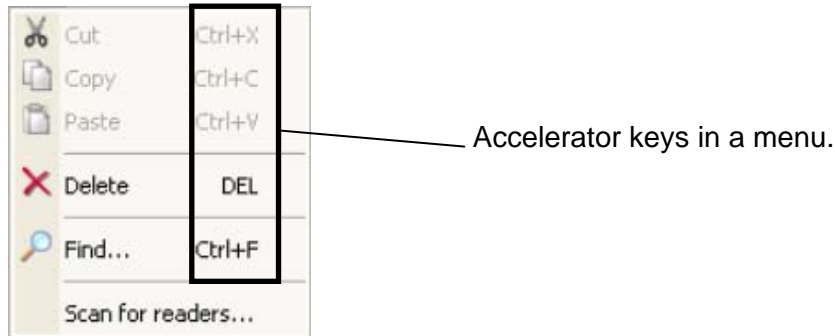 Cut Ctrl+X
Copy Ctrl+C
Paste Ctrl+V
Accelerator keys in a menu.
Delete DEL
Find... Ctrl+F
Scan for readers...